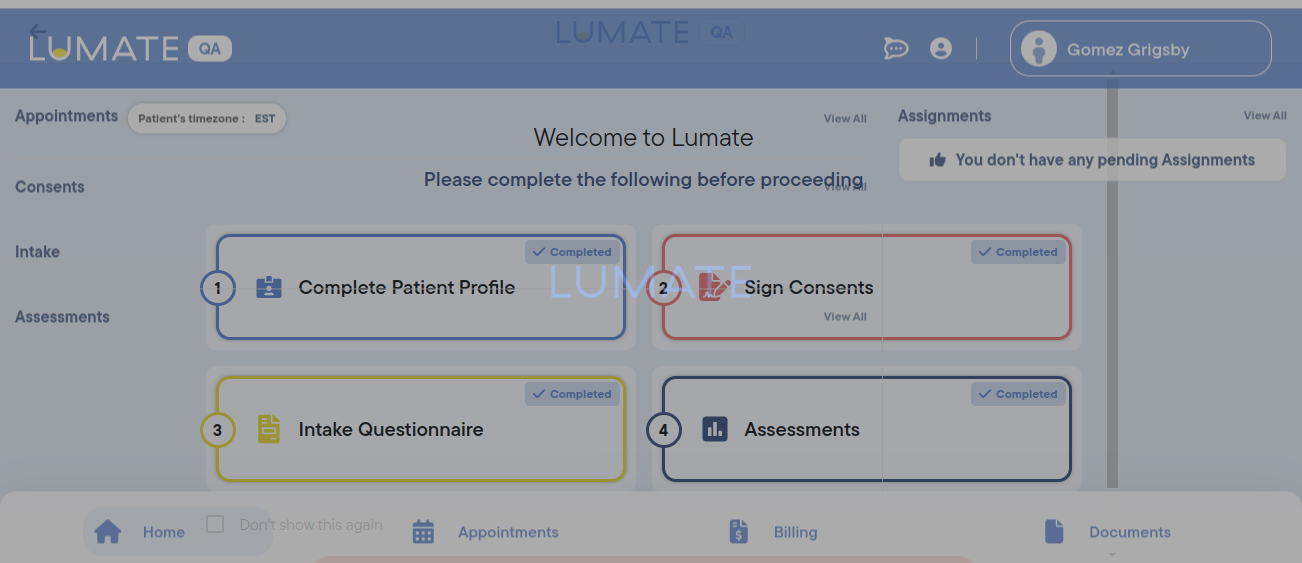 LUMATE QA
LUMATE QA
Gomez Grigsby
Appointments
Patient's timezone : EST
View All
Assignments
View All
Welcome to Lumate
You don't have any pending Assignments
Please complete the following before proceeding
Consents
View All
Intake
Completed
Completed
LUMATE
1
Complete Patient Profile
2
Sign Consents
Assessments
View All
Completed
Completed
3
Intake Questionnaire
4
Assessments
Don't show this again
Home
Appointments
Billing
Documents